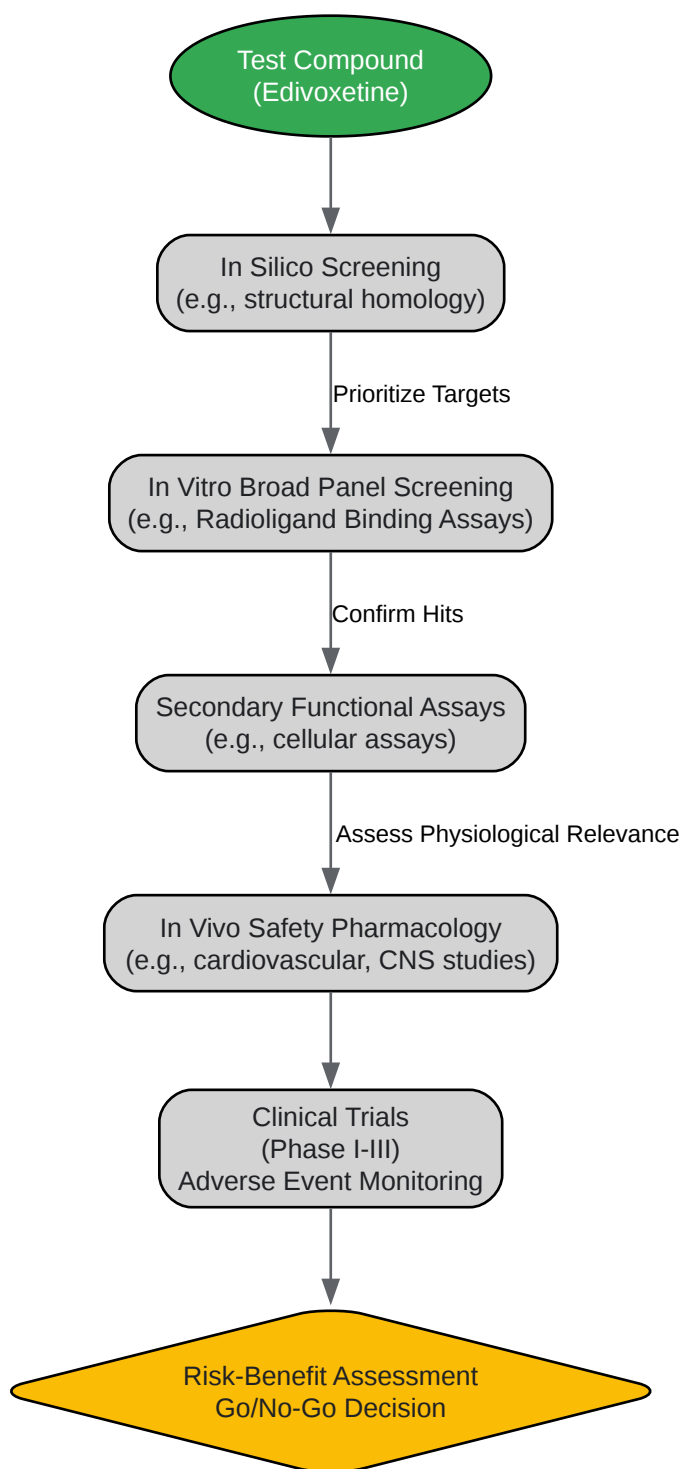 Test Compound
(Edivoxetine)
In Silico Screening
(e.g., structural homology)
Prioritize Targets
In Vitro Broad Panel Screening
(e.g., Radioligand Binding Assays)
Confirm Hits
Secondary Functional Assays
(e.g., cellular assays)
Assess Physiological Relevance
In Vivo Safety Pharmacology
(e.g., cardiovascular, CNS studies)
Clinical Trials
(Phase I-III)
Adverse Event Monitoring
Risk-Benefit Assessment
Go/No-Go Decision